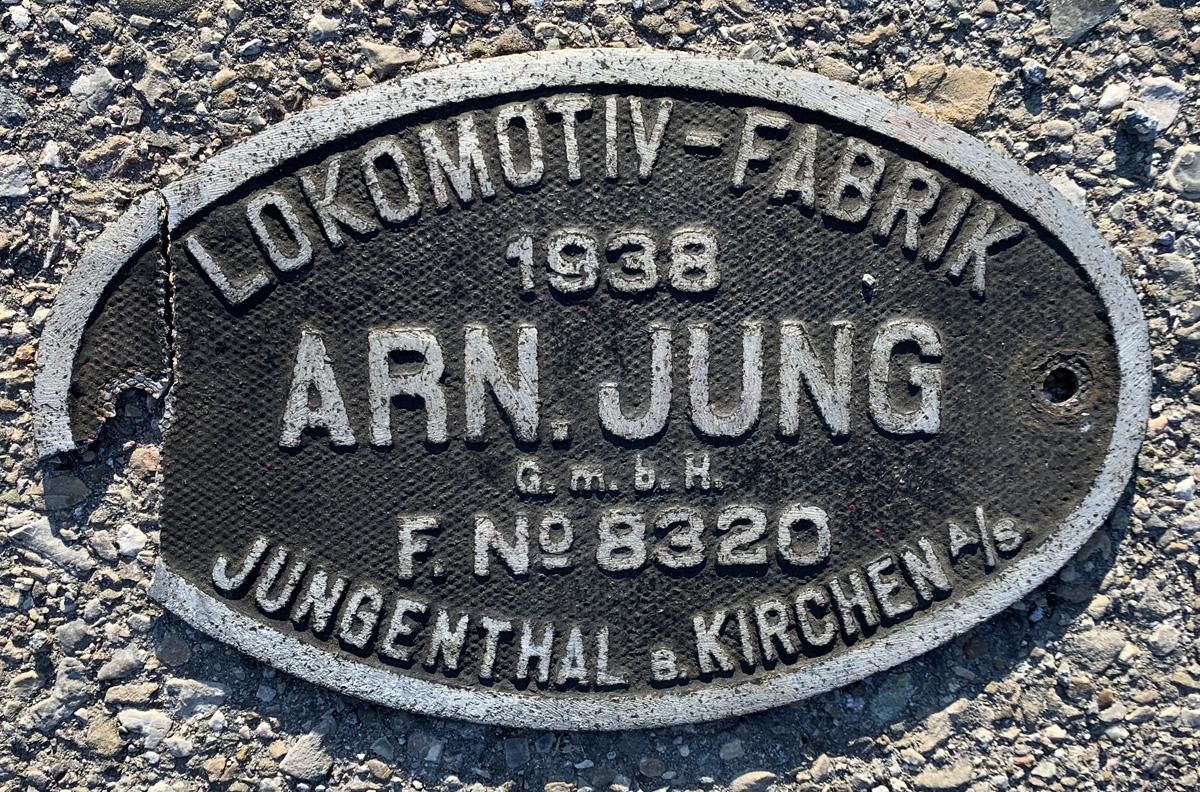 LOKOMOTIV-FABRIK
1938
ARN. JUNG
G. m. b. H.
F. Nº 8320
JUNGENTHAL B. KIRCHEN A/S